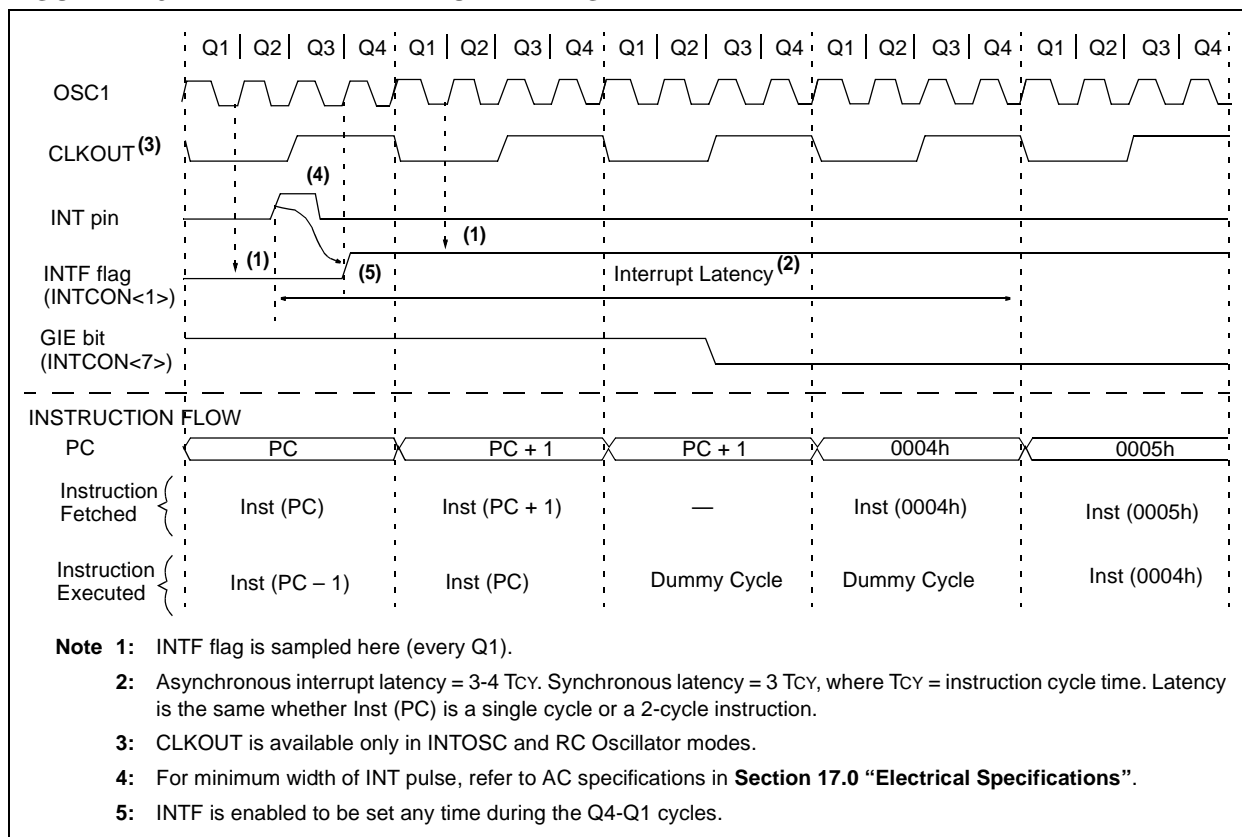 Q1 Q2 Q3 Q4 Q1 Q2 Q3 Q4 Q1 Q2 Q3 Q4 Q1 Q2 Q3 Q4 Q1 Q2 Q3 Q4
OSC1
CLKOUT (3)
(4)
INT pin
(1)
(1)
INTF flag
(INTCON<1>)
(5)
Interrupt Latency (2)
GIE bit
(INTCON<7>)
INSTRUCTION FLOW
PC PC PC + 1 PC + 1 0004h 0005h
Instruction
Fetched
Inst (PC) Inst (PC + 1) — Inst (0004h) Inst (0005h)
Instruction
Executed
Inst (PC – 1) Inst (PC) Dummy Cycle Dummy Cycle Inst (0004h)
Note 1: INTF flag is sampled here (every Q1).
2: Asynchronous interrupt latency = 3-4 TCY. Synchronous latency = 3 TCY, where TCY = instruction cycle time. Latency
is the same whether Inst (PC) is a single cycle or a 2-cycle instruction.
3: CLKOUT is available only in INTOSC and RC Oscillator modes.
4: For minimum width of INT pulse, refer to AC specifications in Section 17.0 “Electrical Specifications”.
5: INTF is enabled to be set any time during the Q4-Q1 cycles.